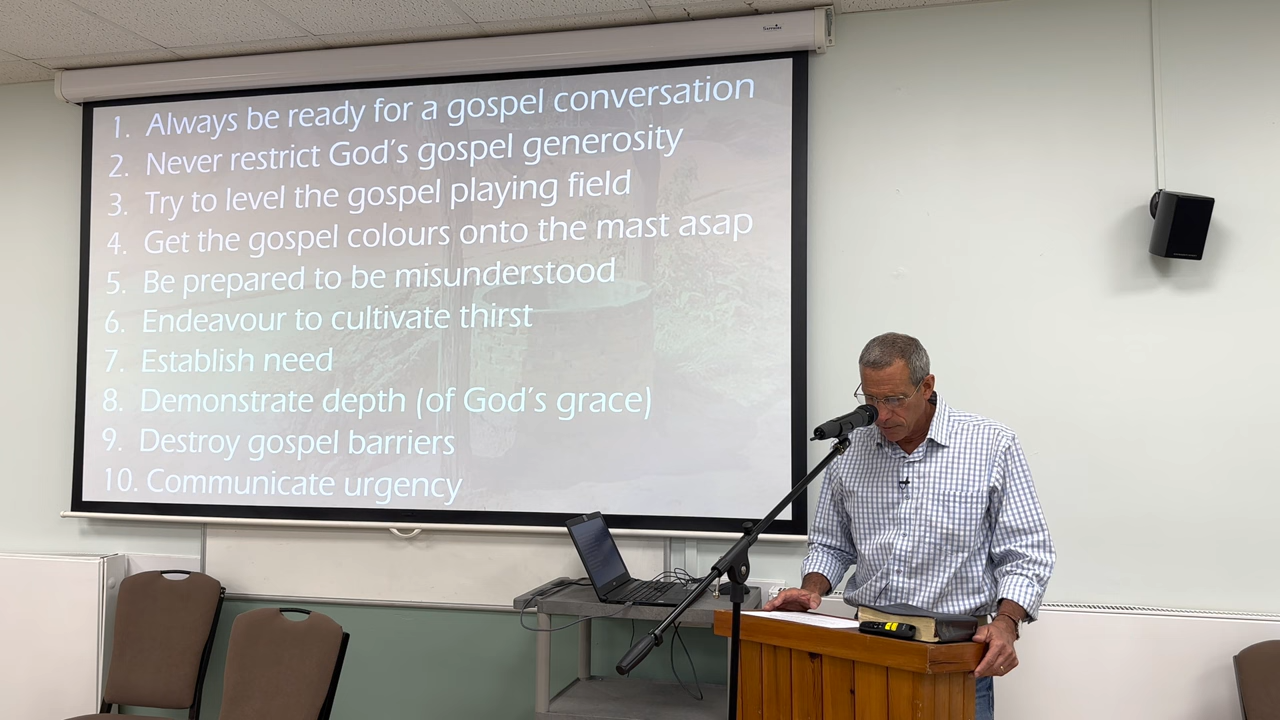 1. Always be ready for a gospel conversation
2. Never restrict God's gospel generosity
3. Try to level the gospel playing field
4. Get the gospel colours onto the mast asap
5. Be prepared to be misunderstood
6. Endeavour to cultivate thirst
7. Establish need
8. Demonstrate depth (of God's grace)
9. Destroy gospel barriers
10. Communicate urgency